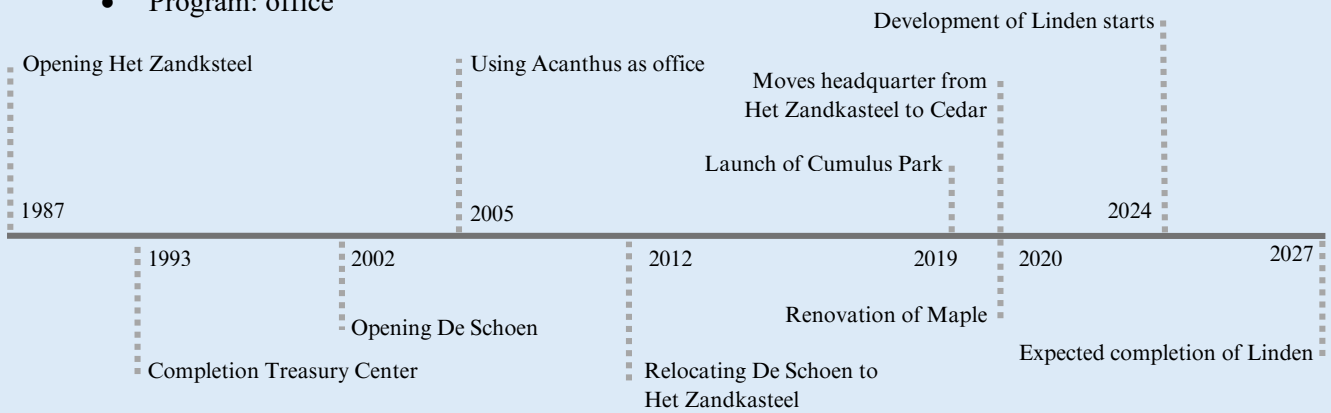 • Program: office
Development of Linden starts
Opening Het Zandksteel
Using Acanthus as office
Moves headquarter from
Het Zandkasteel to Cedar
Launch of Cumulus Park
1987
2005
2024
1993
2002
2012
2019
2020
2027
Renovation of Maple
Opening De Schoen
Expected completion of Linden
Completion Treasury Center
Relocating De Schoen to
Het Zandkasteel